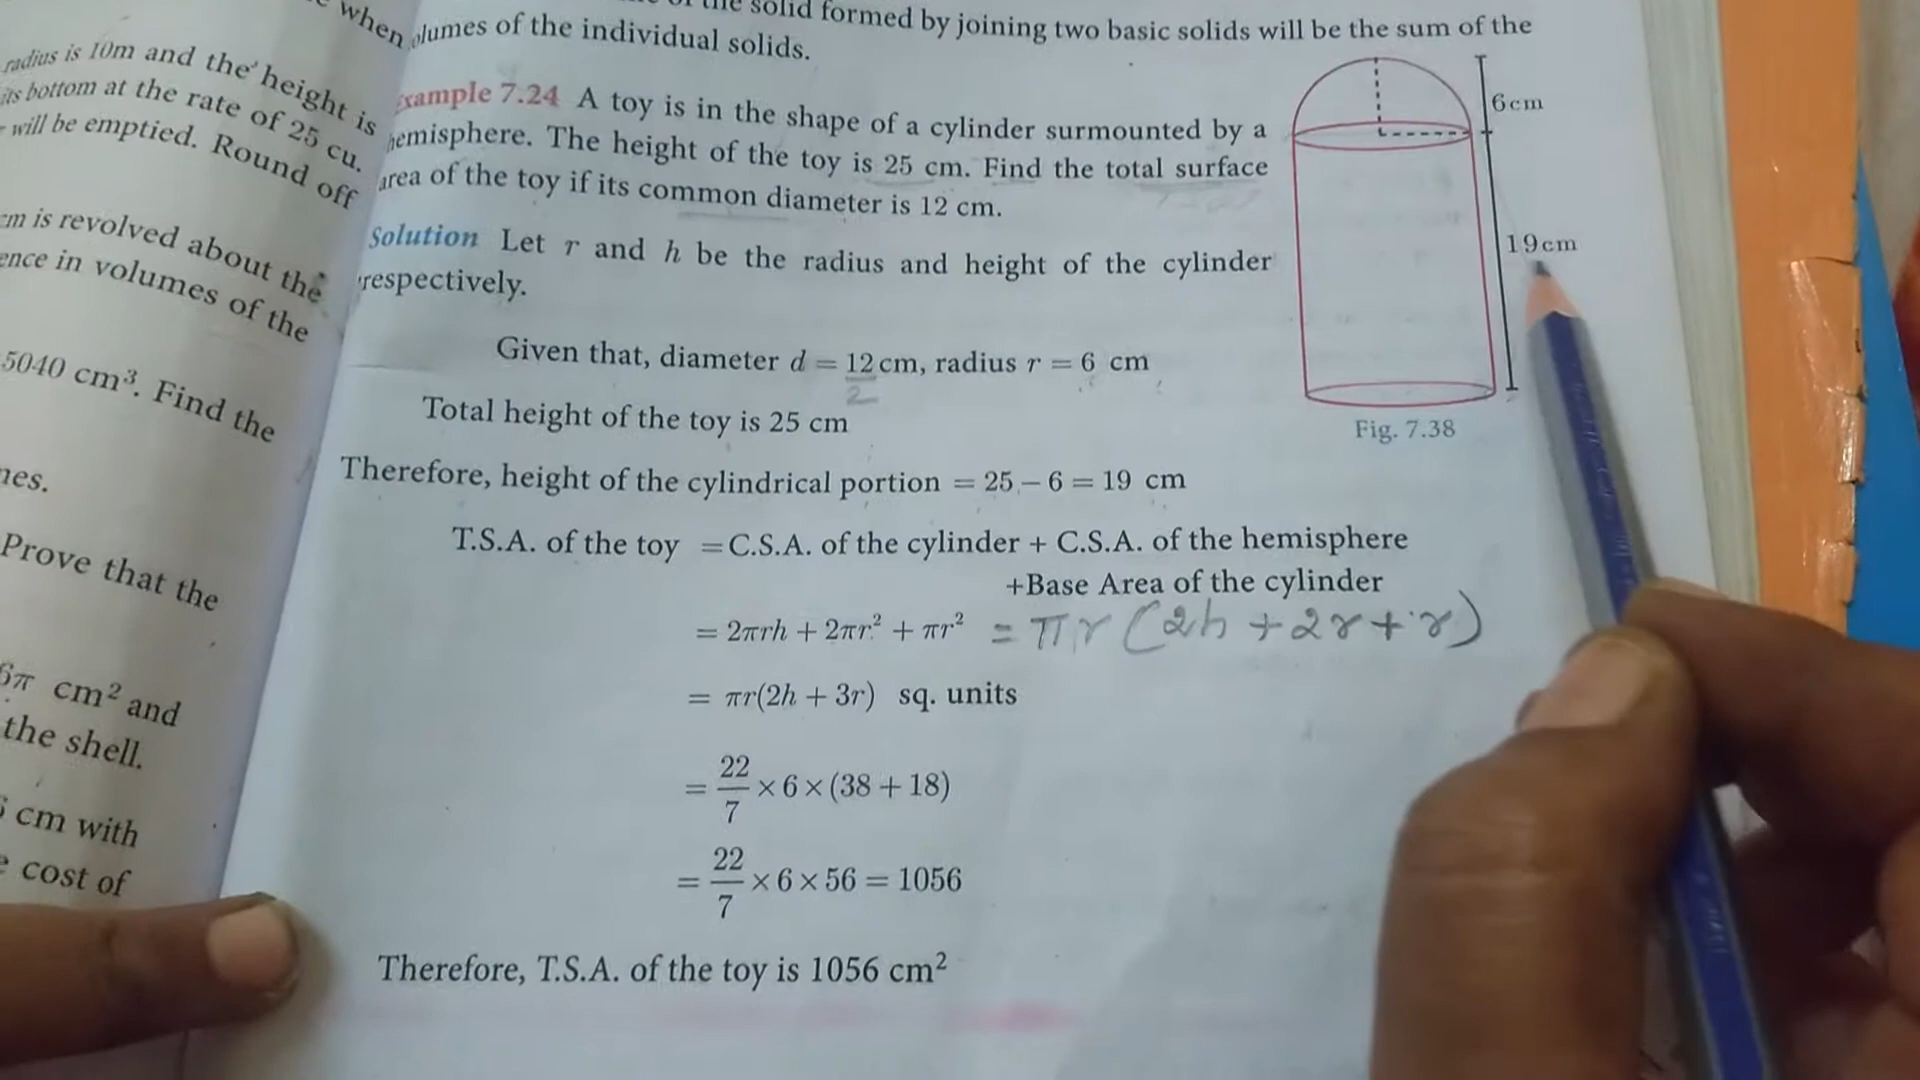 when
radius is 10m and the height is
its bottom at the rate of 25 cu.
will be emptied. Round off
cm is revolved about the
ence in volumes of the
5040 cm³. Find the
nes.
Prove that the
6π cm² and
the shell.
cm with
cost of
the solid formed by joining two basic solids will be the sum of the
olumes of the individual solids.
Example 7.24 A toy is in the shape of a cylinder surmounted by a
hemisphere. The height of the toy is 25 cm. Find the total surface
area of the toy if its common diameter is 12 cm.
Solution Let r and h be the radius and height of the cylinder
respectively.
Given that, diameter d = 12 cm, radius r = 6 cm
2
Total height of the toy is 25 cm
Therefore, height of the cylindrical portion = 25 − 6 = 19 cm
T.S.A. of the toy = C.S.A. of the cylinder + C.S.A. of the hemisphere
+Base Area of the cylinder
= 2πrh + 2πr² + πr² = πr (2h + 2r + r)
= πr(2h + 3r) sq. units
= 22/7 × 6 × (38 + 18)
= 22/7 × 6 × 56 = 1056
Therefore, T.S.A. of the toy is 1056 cm²
6cm
19cm
Fig. 7.38